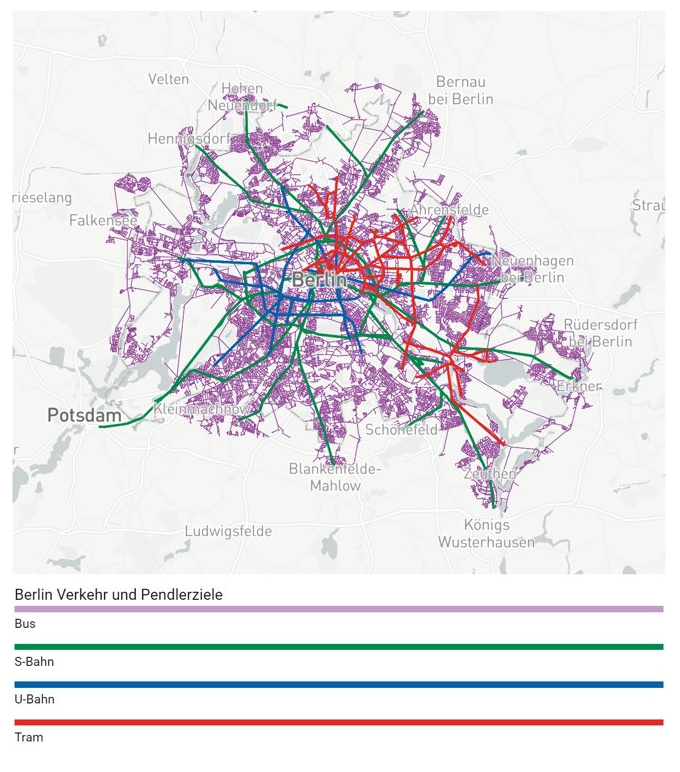 Velten
Hohen
Neuendorf
Bernau
bei Berlin
Hennigsdorf
rieselang
Falkensee
Ahrensfelde
Strau
Neuenhagen
bei Berlin
Berlin
Rüdersdorf
bei Berlin
Erkner
Potsdam
Kleinmachnow
Schönefeld
Blankenfelde-
Mahlow
Zeuthen
Ludwigsfelde
Königs
Wusterhausen
Berlin Verkehr und Pendlerziele
Bus
S-Bahn
U-Bahn
Tram